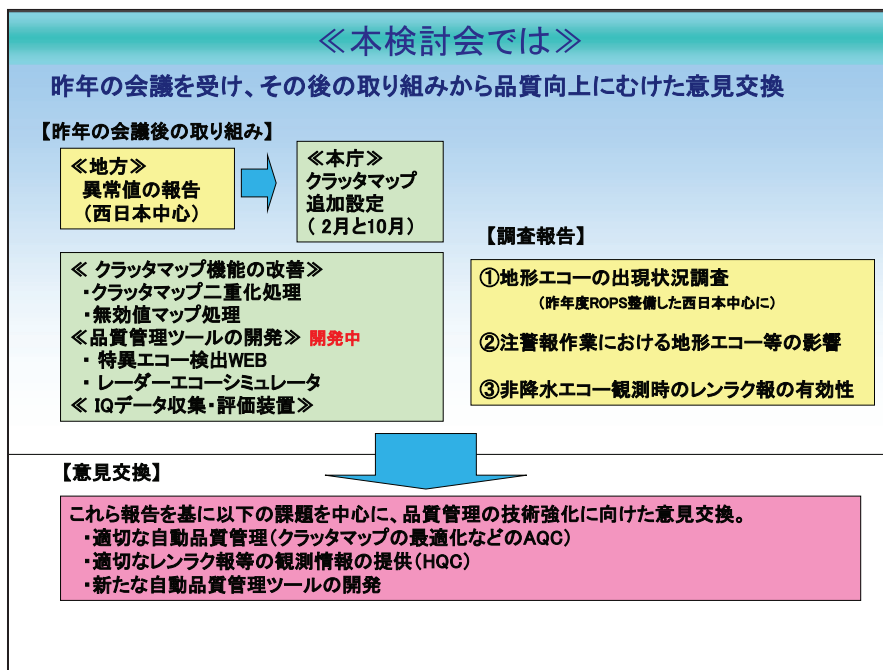 ≪本検討会では≫
昨年の会議を受け、その後の取り組みから品質向上にむけた意見交換
【昨年の会議後の取り組み】
≪地方≫
異常値の報告
(西日本中心)
≪本庁≫
クラッタマップ
追加設定
( 2月と10月)
≪ クラッタマップ機能の改善≫
・クラッタマップ二重化処理
・無効値マップ処理
≪品質管理ツールの開発≫ 開発中
・ 特異エコー検出WEB
・ レーダーエコーシミュレータ
≪ IQデータ収集・評価装置≫
【調査報告】
①地形エコーの出現状況調査
(昨年度ROPS整備した西日本中心に)
②注警報作業における地形エコー等の影響
③非降水エコー観測時のレンラク報の有効性
【意見交換】
これら報告を基に以下の課題を中心に、品質管理の技術強化に向けた意見交換。
・適切な自動品質管理(クラッタマップの最適化などのAQC)
・適切なレンラク報等の観測情報の提供(HQC)
・新たな自動品質管理ツールの開発